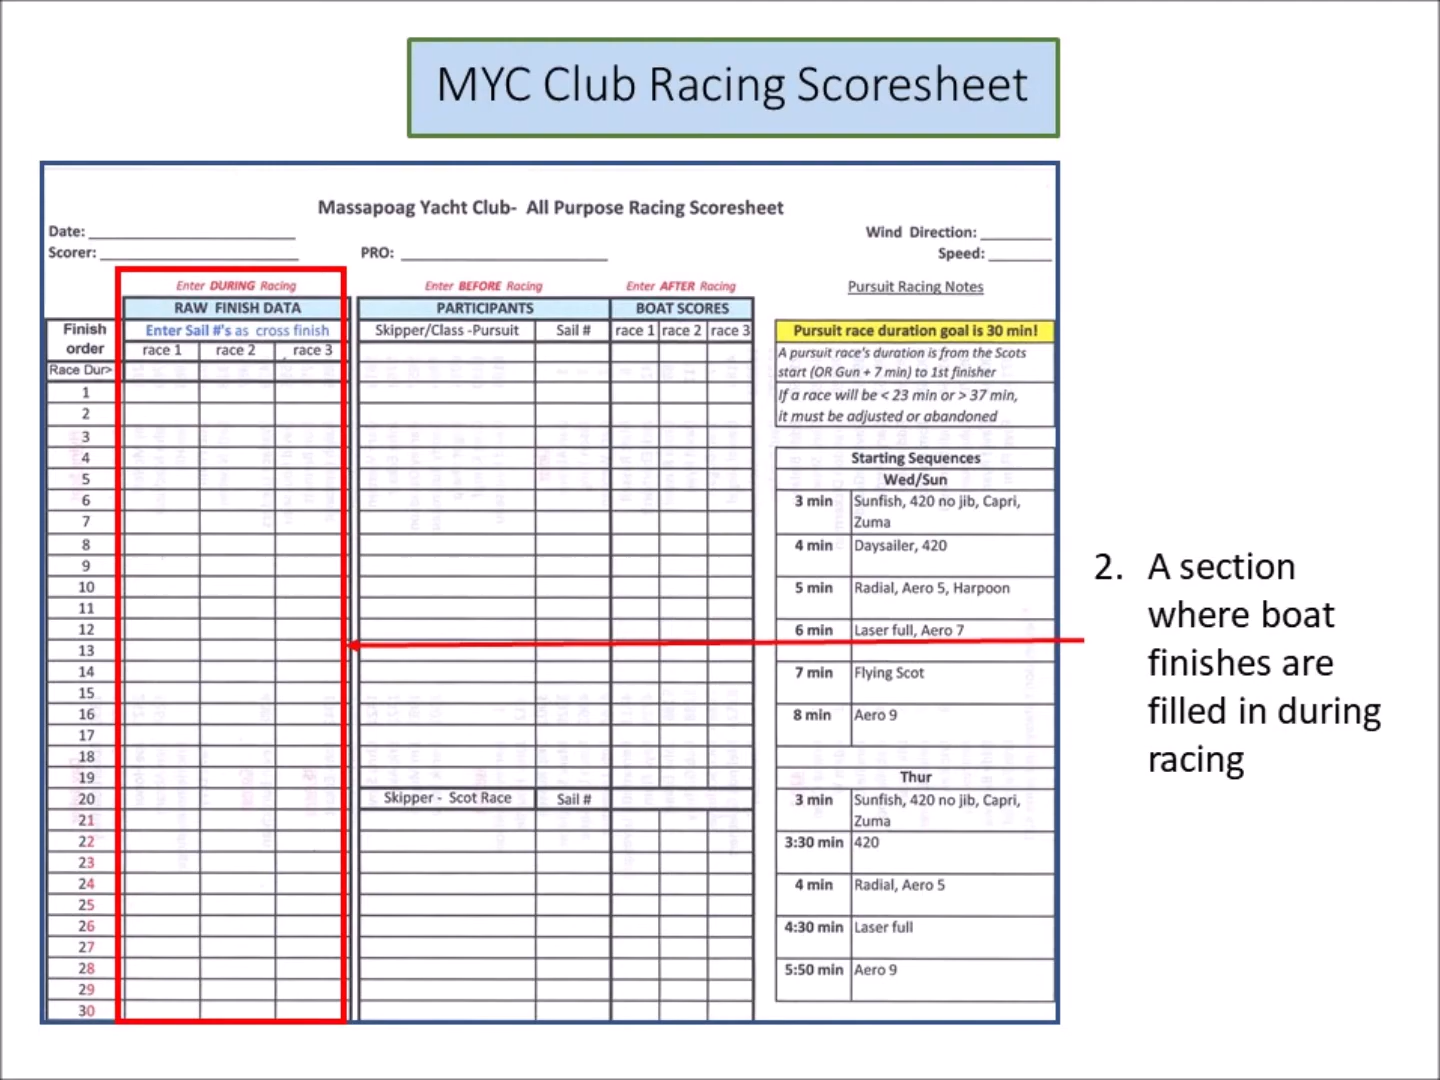 MYC Club Racing Scoresheet
Massapoag Yacht Club- All Purpose Racing Scoresheet
Date:
Wind Direction:
Scorer:
PRO:
Speed:
Enter DURING Racing
Enter BEFORE Racing
Enter AFTER Racing
Pursuit Racing Notes
RAW FINISH DATA
PARTICIPANTS
BOAT SCORES
Finish order
Enter Sail #'s as cross finish
Skipper/Class -Pursuit
Sail #
race 1
race 2
race 3
race 1
race 2
race 3
Race Dur>
1
2
3
4
5
6
7
8
9
10
11
12
13
14
15
16
17
18
19
20
21
22
23
24
25
26
27
28
29
30
Skipper - Scot Race
Sail #
Pursuit race duration goal is 30 min!
A pursuit race's duration is from the Scots
start (OR Gun + 7 min) to 1st finisher
If a race will be < 23 min or > 37 min,
it must be adjusted or abandoned
Starting Sequences
Wed/Sun
3 min Sunfish, 420 no jib, Capri,
Zuma
4 min Daysailer, 420
5 min Radial, Aero 5, Harpoon
6 min Laser full, Aero 7
7 min Flying Scot
8 min Aero 9
Thur
3 min Sunfish, 420 no jib, Capri,
Zuma
3:30 min 420
4 min Radial, Aero 5
4:30 min Laser full
5:50 min Aero 9
2. A section
where boat
finishes are
filled in during
racing